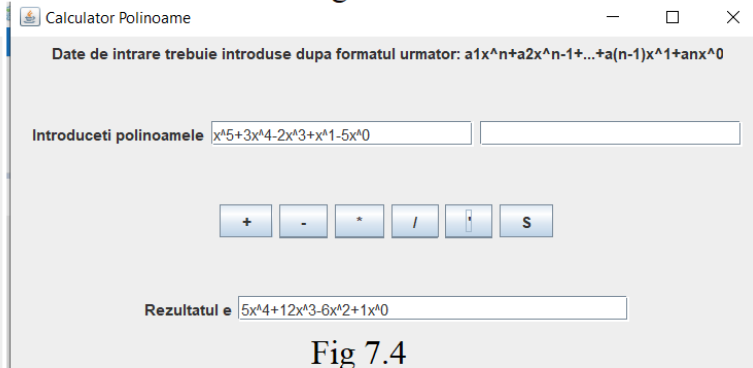 Calculator Polinoame
Date de intrare trebuie introduse dupa formatul urmator: a1x^n+a2x^n-1+...+a(n-1)x^1+anx^0
Introduceti polinoamele x^5+3x^4-2x^3+x^1-5x^0
+ - * / ' S
Rezultatul e 5x^4+12x^3-6x^2+1x^0
Fig 7.4